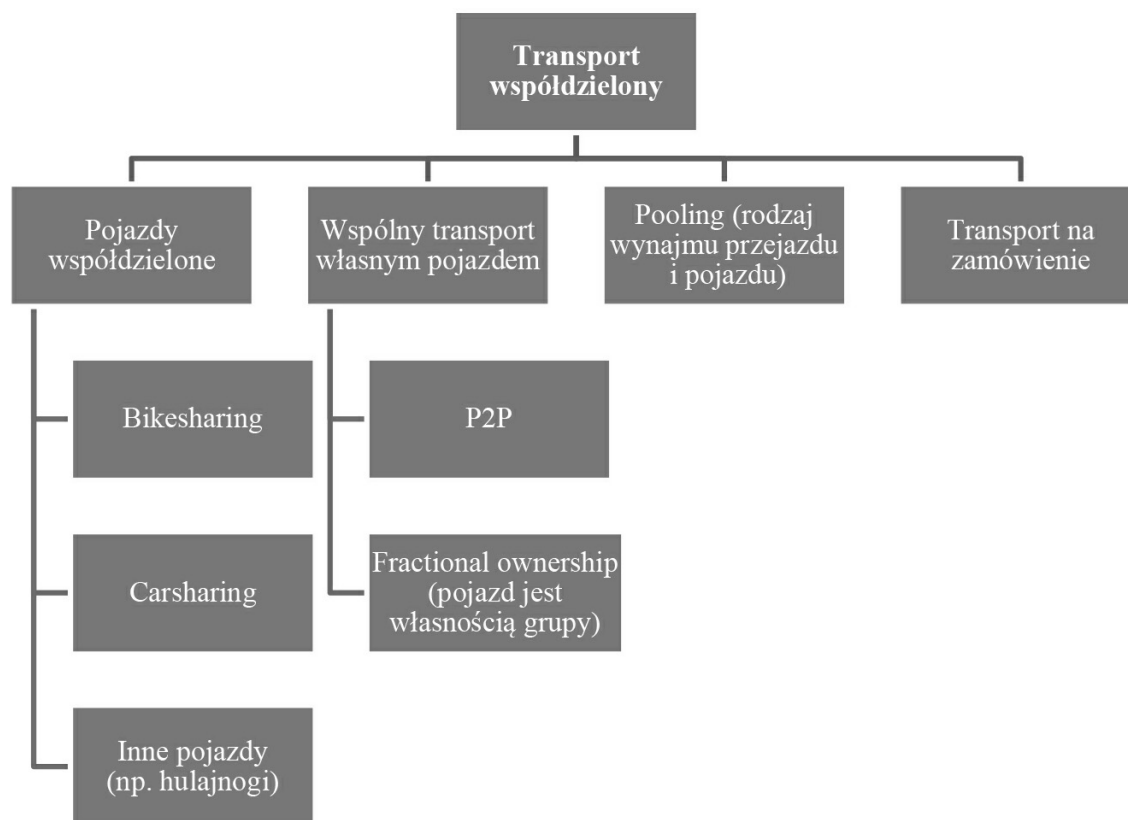 Transport
współdzielony
Pojazdy
współdzielone
Wspólny transport
własnym pojazdem
Pooling (rodzaj
wynajmu przejazdu
i pojazdu)
Transport na
zamówienie
Bikesharing
P2P
Carsharing
Fractional ownership
(pojazd jest
własnością grupy)
Inne pojazdy
(np. hulajnogi)